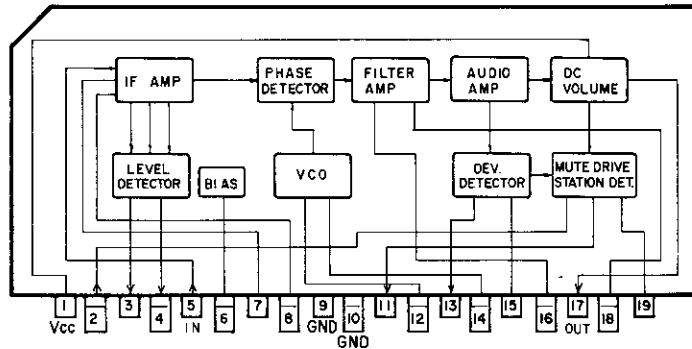 IF AMP
PHASE
DETECTOR
FILTER
AMP
AUDIO
AMP
DC
VOLUME
LEVEL
DETECTOR
BIAS
VCO
DEV.
DETECTOR
MUTE DRIVE
STATION DET.
1 2 3 4 5 6 7 8 9 10 11 12 13 14 15 16 17 18 19
Vcc IN GND GND OUT